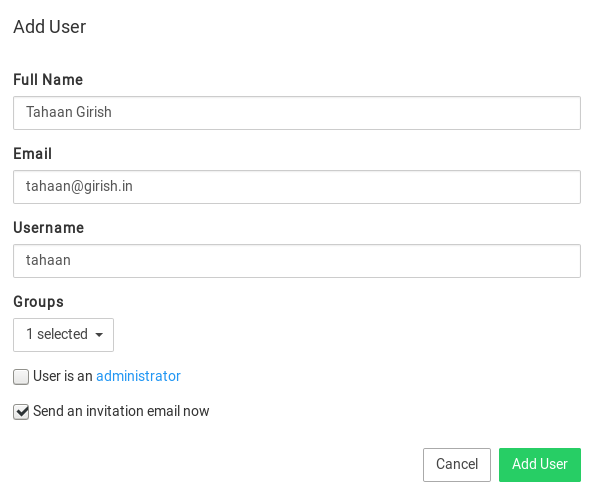 Add User
Full Name
Tahaan Girish
Email
tahaan@girish.in
Username
tahaan
Groups
1 selected
User is an administrator
Send an invitation email now
Cancel
Add User